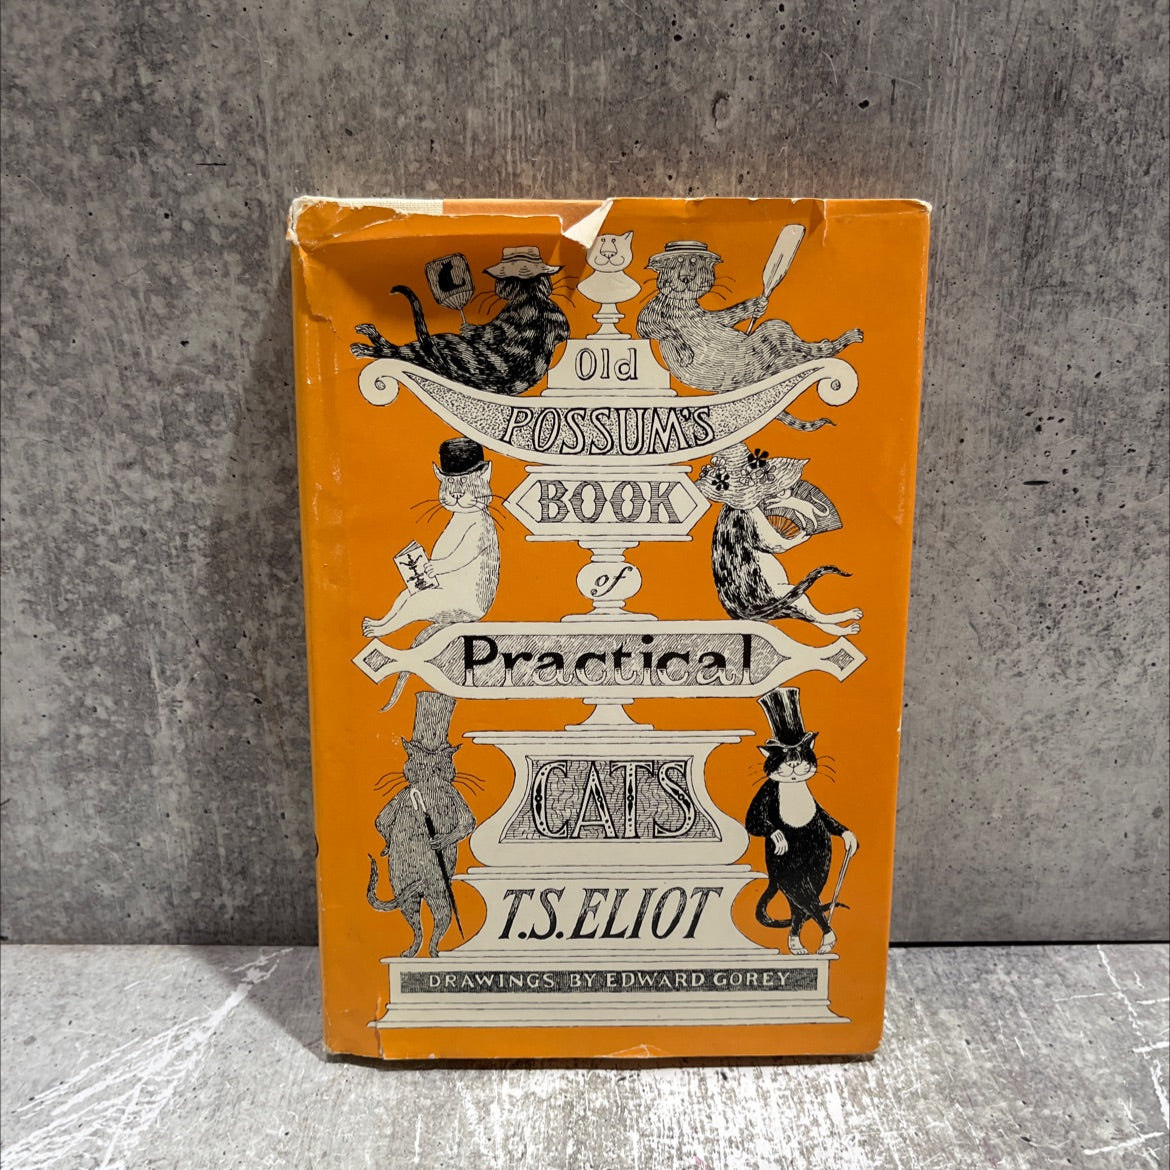 Old
POSSUM'S
BOOK
of
Practical
CATS
T.S. ELIOT
DRAWINGS BY EDWARD GOREY